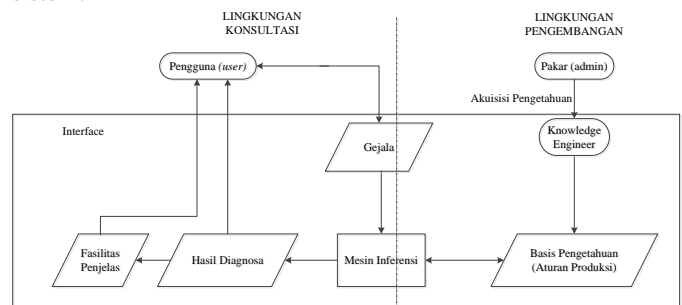 LINGKUNGAN
KONSULTASI
LINGKUNGAN
PENGEMBANGAN
Pengguna (user)
Pakar (admin)
Akuisisi Pengetahuan
Interface
Gejala
Knowledge
Engineer
Fasilitas
Penjelas
Hasil Diagnosa
Mesin Inferensi
Basis Pengetahuan
(Aturan Produksi)